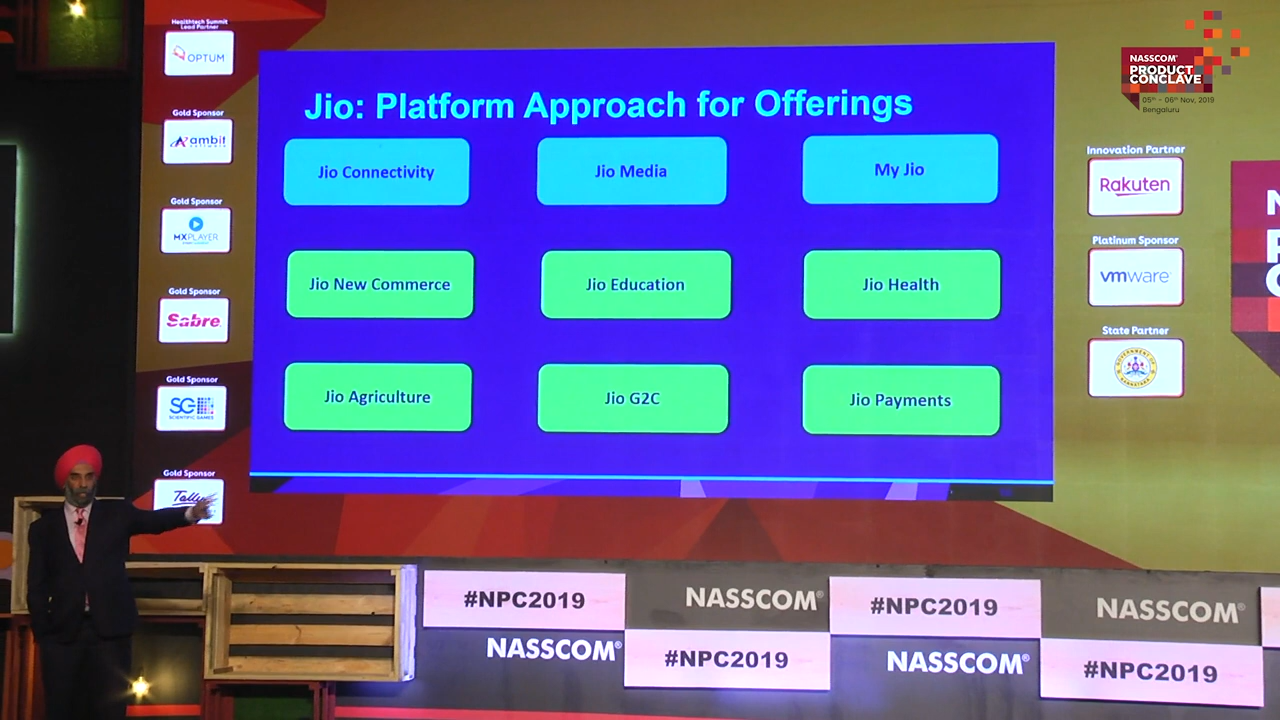 Healthtech Summit
Lead Partner
OPTUM
Gold Sponsor
ambit
software
Gold Sponsor
MXPLAYER
Gold Sponsor
Sabre
Gold Sponsor
SG
SCIENTIFIC GAMES
Gold Sponsor
Tally
Jio: Platform Approach for Offerings
Jio Connectivity
Jio Media
My Jio
Jio New Commerce
Jio Education
Jio Health
Jio Agriculture
Jio G2C
Jio Payments
NASSCOM®
PRODUCT
CONCLAVE
05th - 06th Nov, 2019
Bengaluru
Innovation Partner
Rakuten
Platinum Sponsor
vmware
State Partner
#NPC2019
NASSCOM®
#NPC2019
NASSCOM®
NASSCOM®
#NPC2019
NASSCOM®
#NPC2019